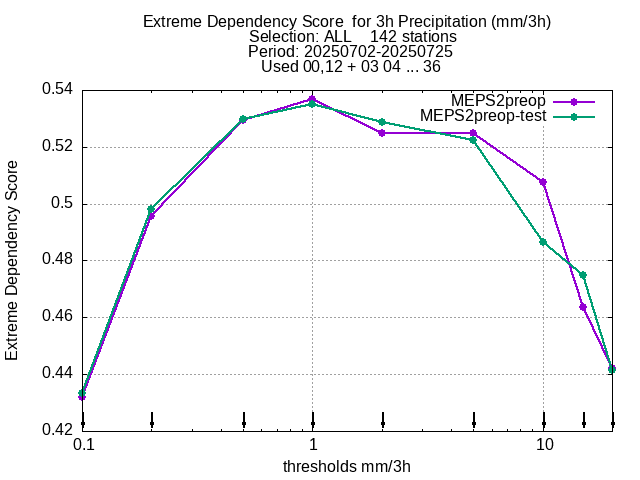 Extreme Dependency Score  for 3h Precipitation (mm/3h)
Selection: ALL    142 stations
Period: 20250702-20250725
Used 00,12 + 03 04 ... 36
MEPS2preop
MEPS2preop-test
0.54
0.52
0.5
0.48
0.46
0.44
0.42
Extreme Dependency Score
0.1
1
10
thresholds mm/3h